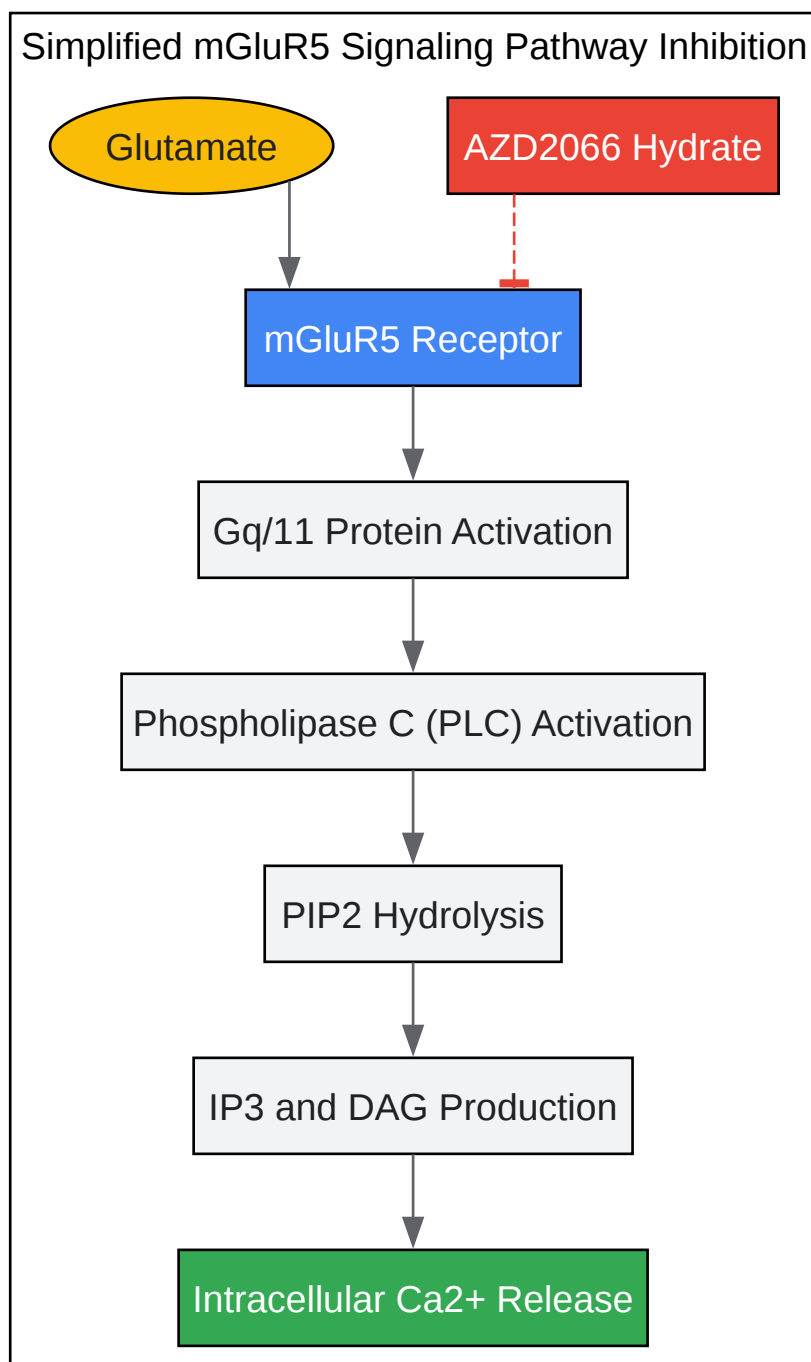 Simplified mGluR5 Signaling Pathway Inhibition
Glutamate
AZD2066 Hydrate
mGluR5 Receptor
Gq/11 Protein Activation
Phospholipase C (PLC) Activation
PIP2 Hydrolysis
IP3 and DAG Production
Intracellular Ca2+ Release